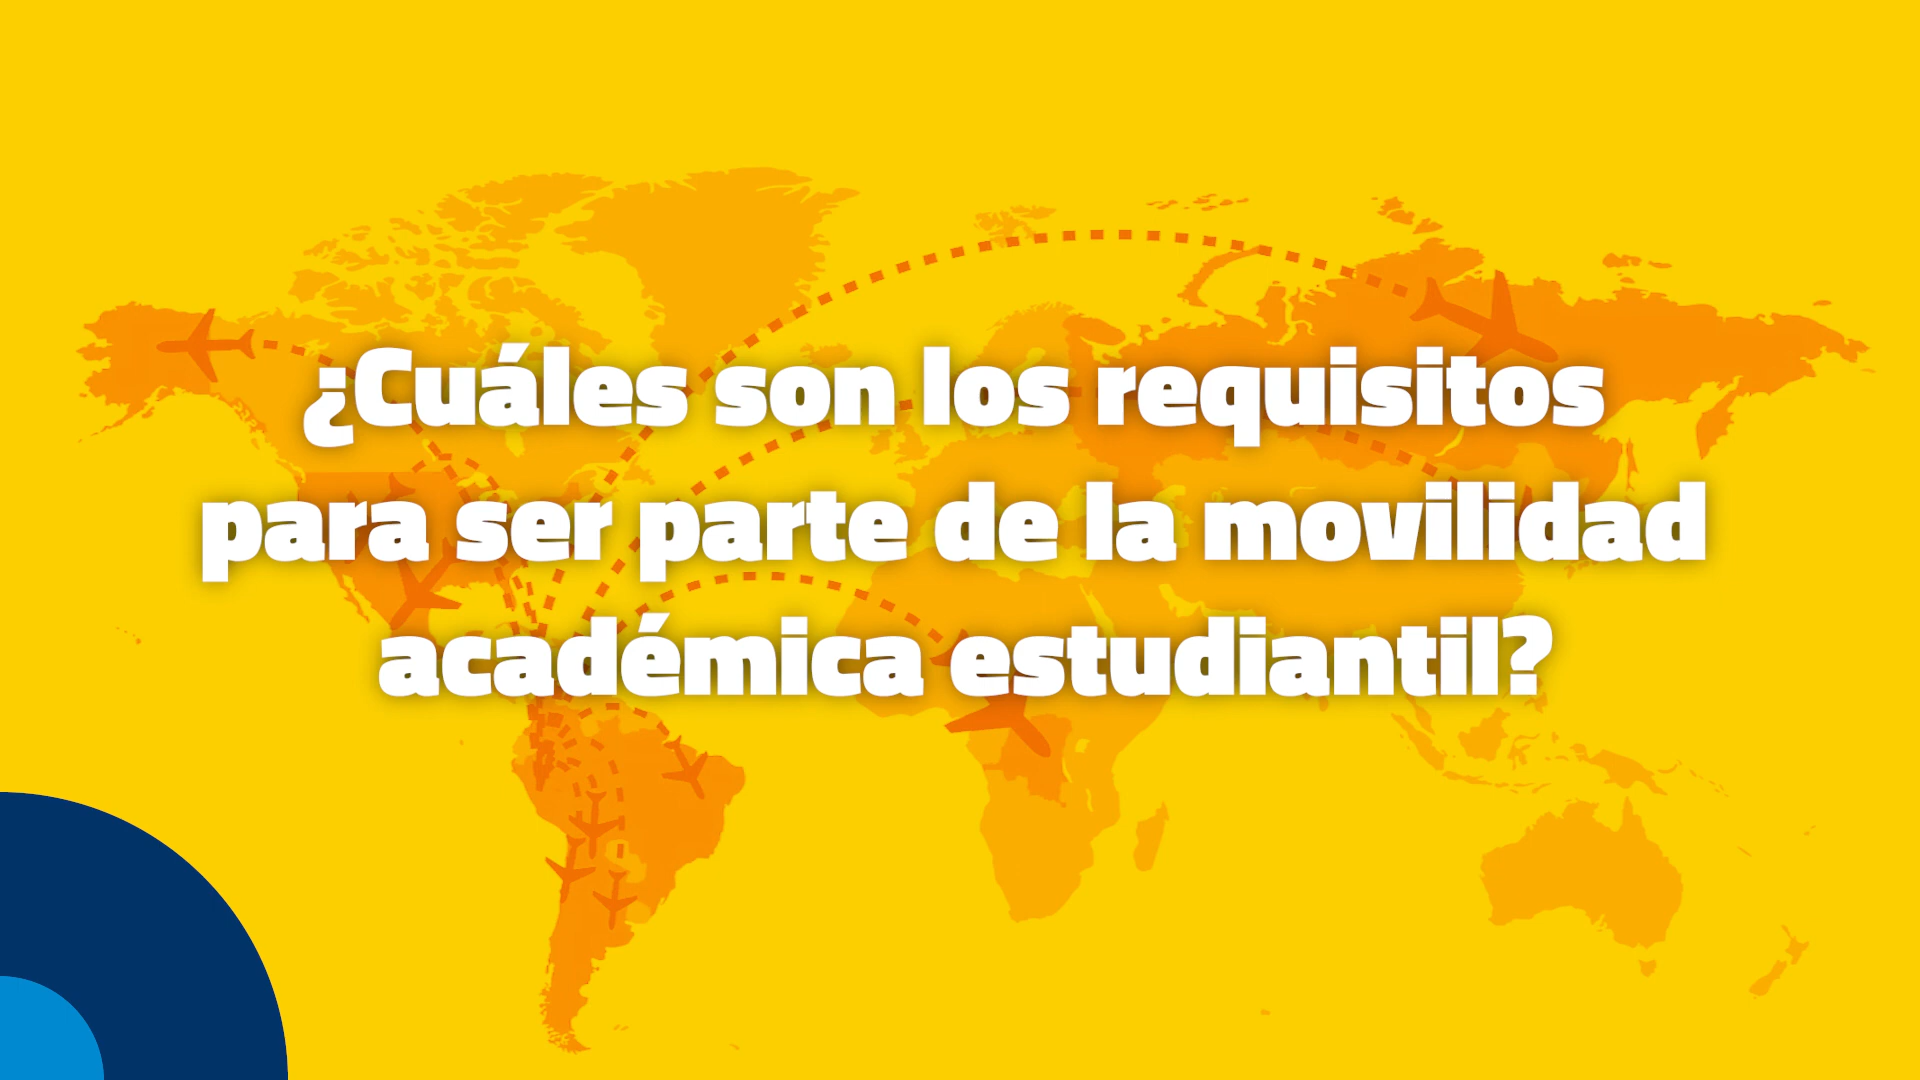 ¿Cuáles son los requisitos
para ser parte de la movilidad
académica estudiantil?